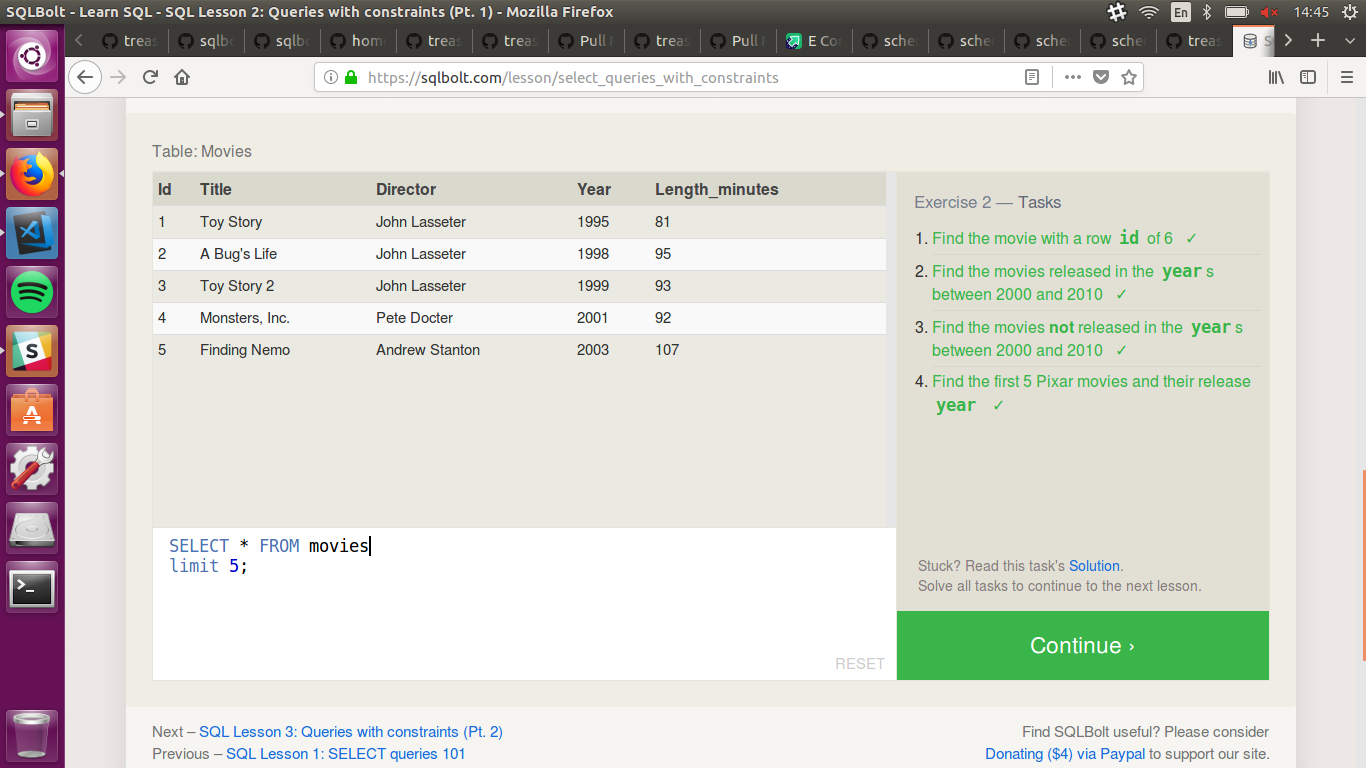 SQLBolt - Learn SQL - SQL Lesson 2: Queries with constraints (Pt. 1) - Mozilla Firefox
En 14:45
treas sqlbo sqlbo hom treas treas Pull treas Pull E Cor sche sche sche sche treas S
https://sqlbolt.com/lesson/select_queries_with_constraints
Table: Movies
Id Title Director Year Length_minutes
1 Toy Story John Lasseter 1995 81
2 A Bug's Life John Lasseter 1998 95
3 Toy Story 2 John Lasseter 1999 93
4 Monsters, Inc. Pete Docter 2001 92
5 Finding Nemo Andrew Stanton 2003 107
SELECT * FROM movies
limit 5;
RESET
Exercise 2 — Tasks
1. Find the movie with a row id of 6 ✓
2. Find the movies released in the year s
between 2000 and 2010 ✓
3. Find the movies not released in the year s
between 2000 and 2010 ✓
4. Find the first 5 Pixar movies and their release
year ✓
Stuck? Read this task's Solution.
Solve all tasks to continue to the next lesson.
Continue ›
Next – SQL Lesson 3: Queries with constraints (Pt. 2)
Previous – SQL Lesson 1: SELECT queries 101
Find SQLBolt useful? Please consider
Donating ($4) via Paypal to support our site.